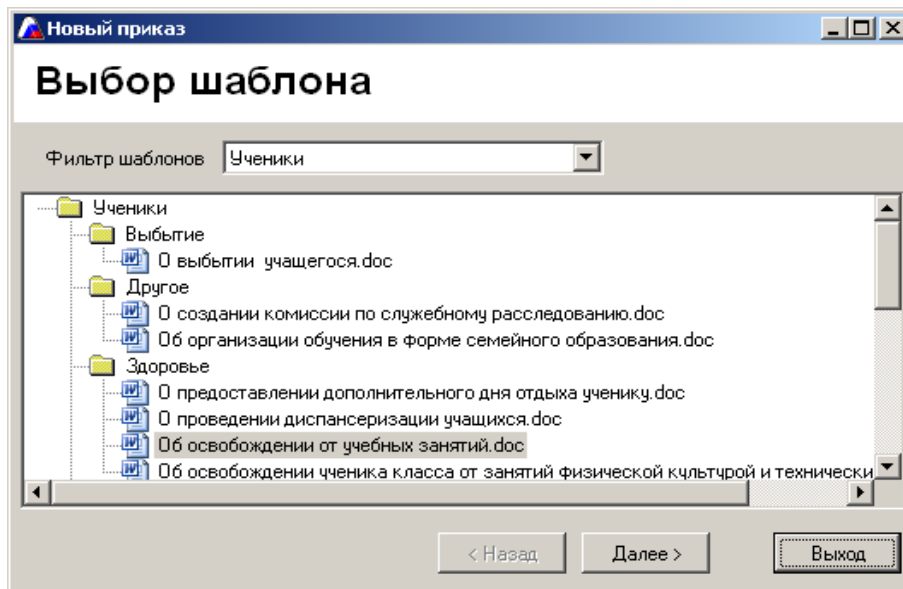 Новый приказ
Выбор шаблона
Фильтр шаблонов Ученики
Ученики
Выбытие
О выбытии учащегося.doc
Другое
О создании комиссии по служебному расследованию.doc
Об организации обучения в форме семейного образования.doc
Здоровье
О предоставлении дополнительного дня отдыха ученику.doc
О проведении диспансеризации учащихся.doc
Об освобождении от учебных занятий.doc
Об освобождении ученика класса от занятий физической культурой и технически
< Назад Далее > Выход